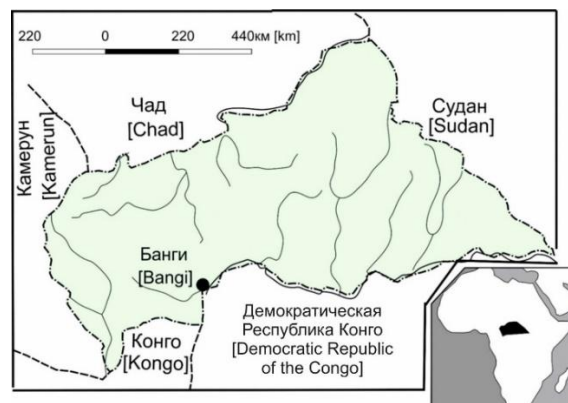 220 0 220 440км [km]
Чад
[Chad]
Судан
[Sudan]
Камерун
[Kamerun]
Банги
[Bangi]
Демократическая
Республика Конго
[Democratic Republic
of the Congo]
Конго
[Kongo]